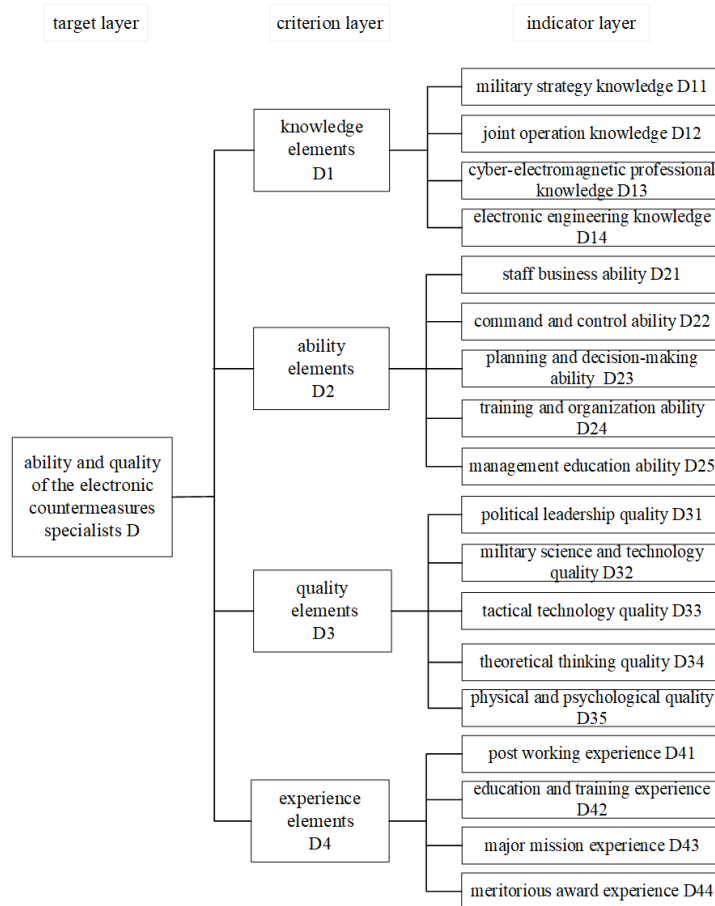 target layer
criterion layer
indicator layer
ability and quality
of the electronic
countermeasures
specialists D
knowledge
elements
D1
military strategy knowledge D11
joint operation knowledge D12
cyber-electromagnetic professional
knowledge D13
electronic engineering knowledge
D14
ability
elements
D2
staff business ability D21
command and control ability D22
planning and decision-making
ability D23
training and organization ability
D24
management education ability D25
quality
elements
D3
political leadership quality D31
military science and technology
quality D32
tactical technology quality D33
theoretical thinking quality D34
physical and psychological quality
D35
experience
elements
D4
post working experience D41
education and training experience
D42
major mission experience D43
meritorious award experience D44